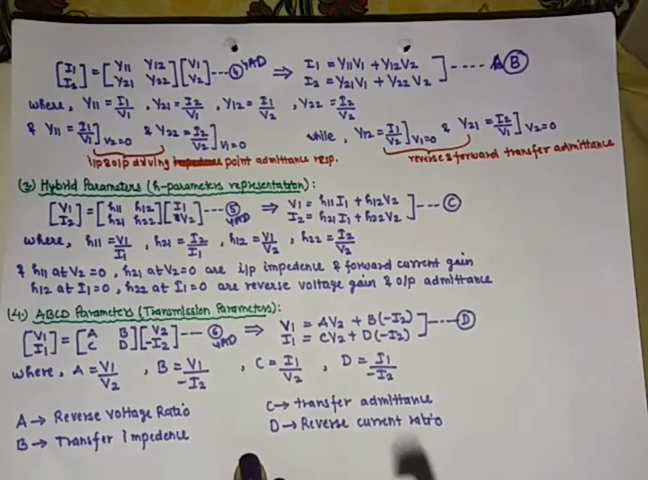 [I1 I2] = [Y11 Y12 Y21 Y22] [V1 V2] ---- ④ YAD ⇒ I1 = Y11V1 + Y12V2
I2 = Y21V1 + Y22V2 ] ---- Ⓑ
where, Y11 = I1/V1 , Y21 = I2/V1 , Y12 = I1/V2 , Y22 = I2/V2
& Y11 = I1/V1]V2=0 & Y22 = I2/V2]V1=0 while, Y12 = I1/V2]V1=0 & Y21 = I2/V1]V2=0
i/p & o/p driving point admittance resp. reverse & forward transfer admittance
(3) Hybrid Parameters (h-parameters representation):
[V1 I2] = [h11 h12 h21 h22] [I1 V2] ---- ⑤ YAD ⇒ V1 = h11I1 + h12V2
I2 = h21I1 + h22V2 ] ---- Ⓒ
where, h11 = V1/I1 , h21 = I2/I1 , h12 = V1/V2 , h22 = I2/V2
& h11 at V2=0 , h21 at V2=0 are i/p impedence & forward current gain
h12 at I1=0, h22 at I1=0 are reverse voltage gain & o/p admittance
(4.) ABCD Parameters (Transmission Parameters):
[V1 I1] = [A B C D] [V2 -I2] ---- ⑥ YAD ⇒ V1 = AV2 + B(-I2)
I1 = CV2 + D(-I2) ] ---- Ⓓ
where, A = V1/V2 , B = V1/-I2 , C = I1/V2 , D = I1/-I2
A → Reverse Voltage Ratio
B → Transfer impedence
C → transfer admittance
D → Reverse current ratio